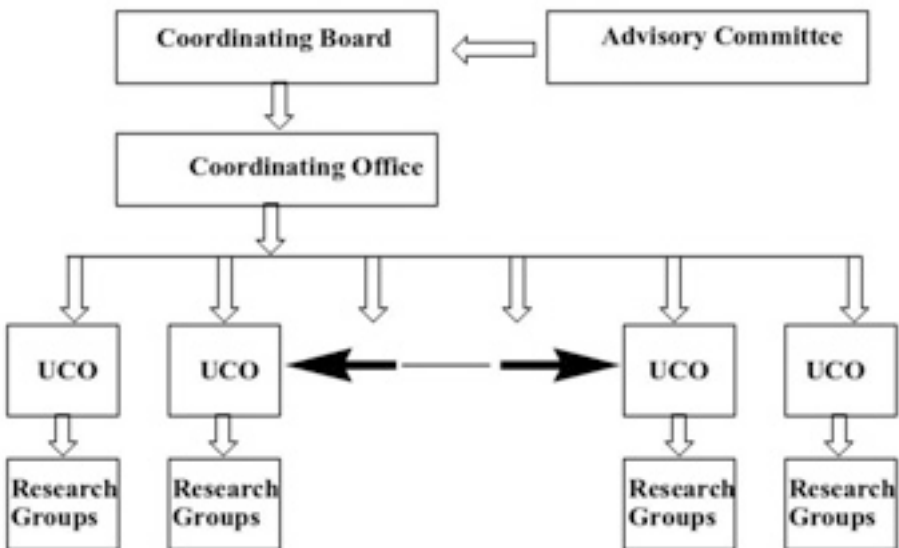 Coordinating Board
Advisory Committee
Coordinating Office
UCO
UCO
UCO
UCO
Research
Groups
Research
Groups
Research
Groups
Research
Groups